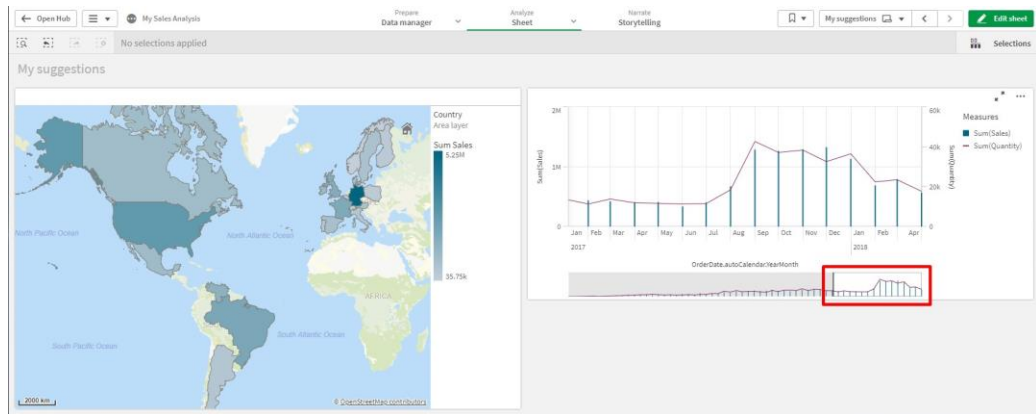 Open Hub
My Sales Analysis
Prepare
Data manager
Analyze
Sheet
Narrate
Storytelling
My suggestions
Edit sheet
No selections applied
Selections
My suggestions
North Pacific Ocean
North Atlantic Ocean
AFRICA
South Pacific Ocean
South Atlantic Ocean
2000 km
© OpenStreetMap contributors
Country
Area layer
Sum Sales
5.25M
35.75k
Sum(Sales)
2M
1M
0
60k
40k
20k
0
Sum(Quantity)
Jan Feb Mar Apr May Jun Jul Aug Sep Oct Nov Dec Jan Feb Apr
2017 2018
OrderDate.autoCalendar.YearMonth
Measures
Sum(Sales)
Sum(Quantity)